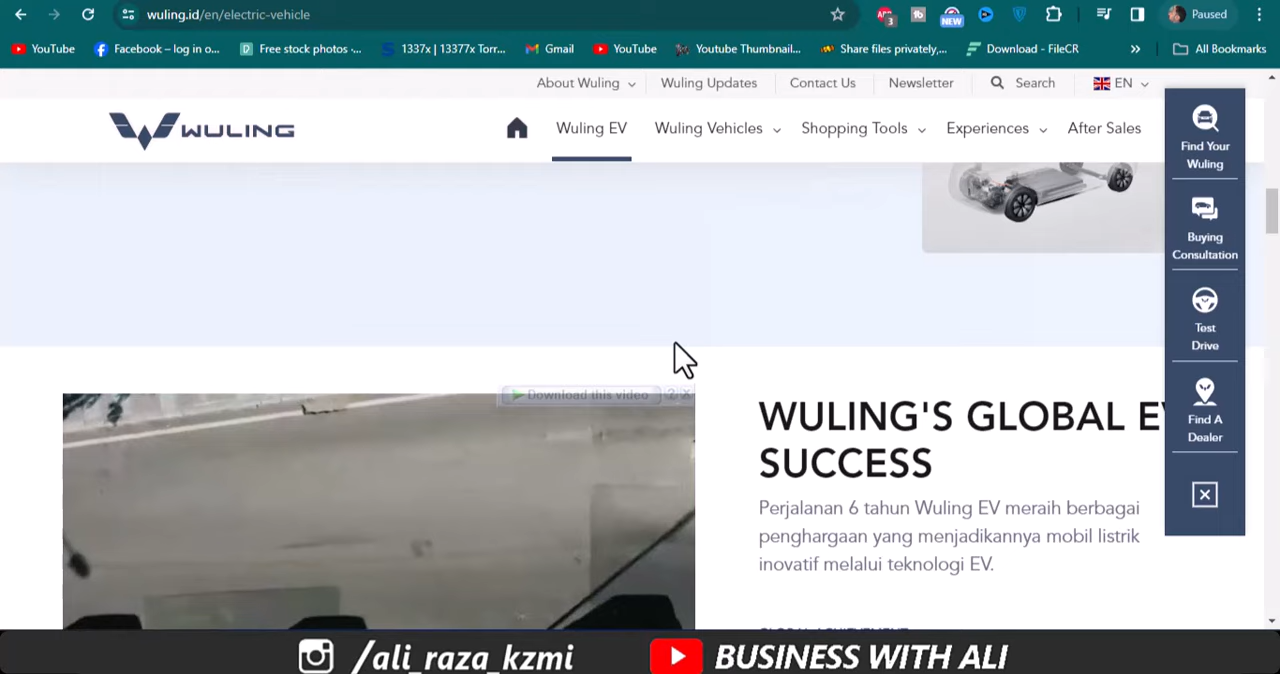 wuling.id/en/electric-vehicle
3
NEW
Paused
YouTube
Facebook – log in o...
Free stock photos -...
1337x | 13377x Torr...
Gmail
YouTube
Youtube Thumbnail...
Share files privately,...
Download - FileCR
»
All Bookmarks
About Wuling
Wuling Updates
Contact Us
Newsletter
Search
EN
WULING
Wuling EV
Wuling Vehicles
Shopping Tools
Experiences
After Sales
Find Your
Wuling
Buying
Consultation
Test
Drive
Find A
Dealer
Download this video
WULING'S GLOBAL E
SUCCESS
Perjalanan 6 tahun Wuling EV meraih berbagai
penghargaan yang menjadikannya mobil listrik
inovatif melalui teknologi EV.
/ali_raza_kzmi
BUSINESS WITH ALI